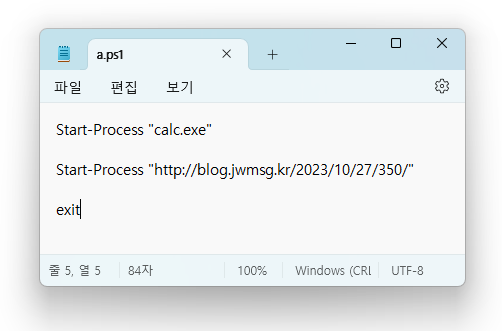 a.ps1
파일 편집 보기
Start-Process "calc.exe"
Start-Process "http://blog.jwmsg.kr/2023/10/27/350/"
exit
줄 5, 열 5 84자 100% Windows (CRL UTF-8